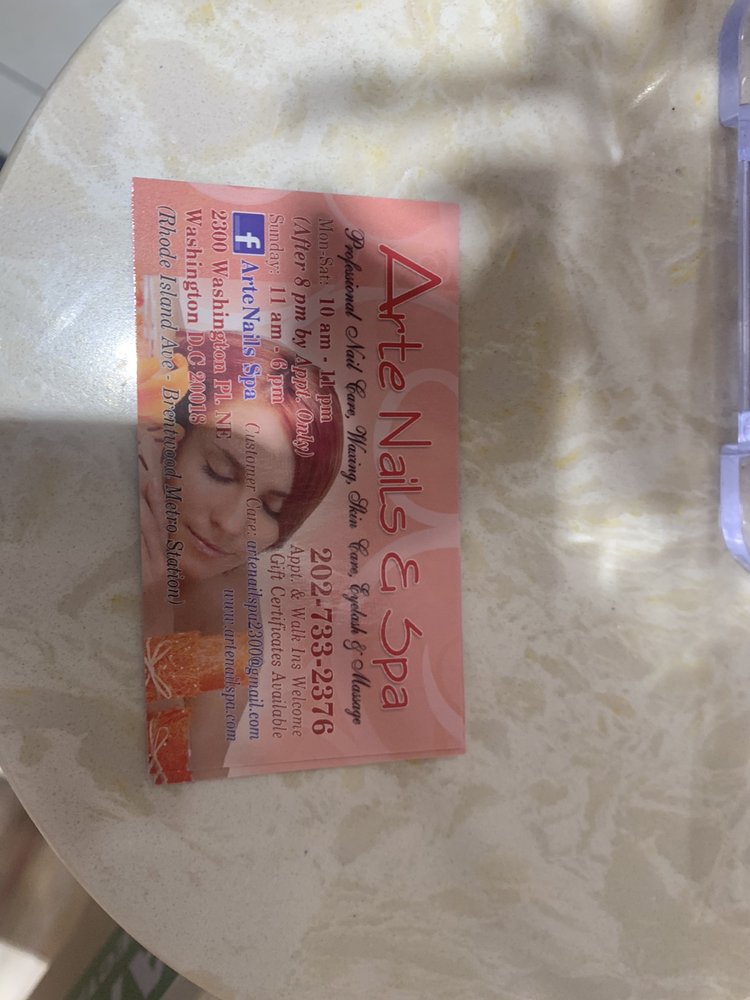 Arte Nails & Spa
Professional Nail Care, Waxing, Skin Care, Eyelash & Massage
Mon-Sat: 10 am - 11 pm
(After 8 pm by Appt. Only)
Sunday: 11 am - 6 pm
202-733-2376
Appt. & Walk Ins Welcome
Gift Certificates Available
f ArteNails Spa
Customer Care: artenailspa2300@gmail.com
www.artenailspa.com
2300 Washington Pl. NE
Washington D.C 20018
(Rhode Island Ave - Brentwood Metro Station)